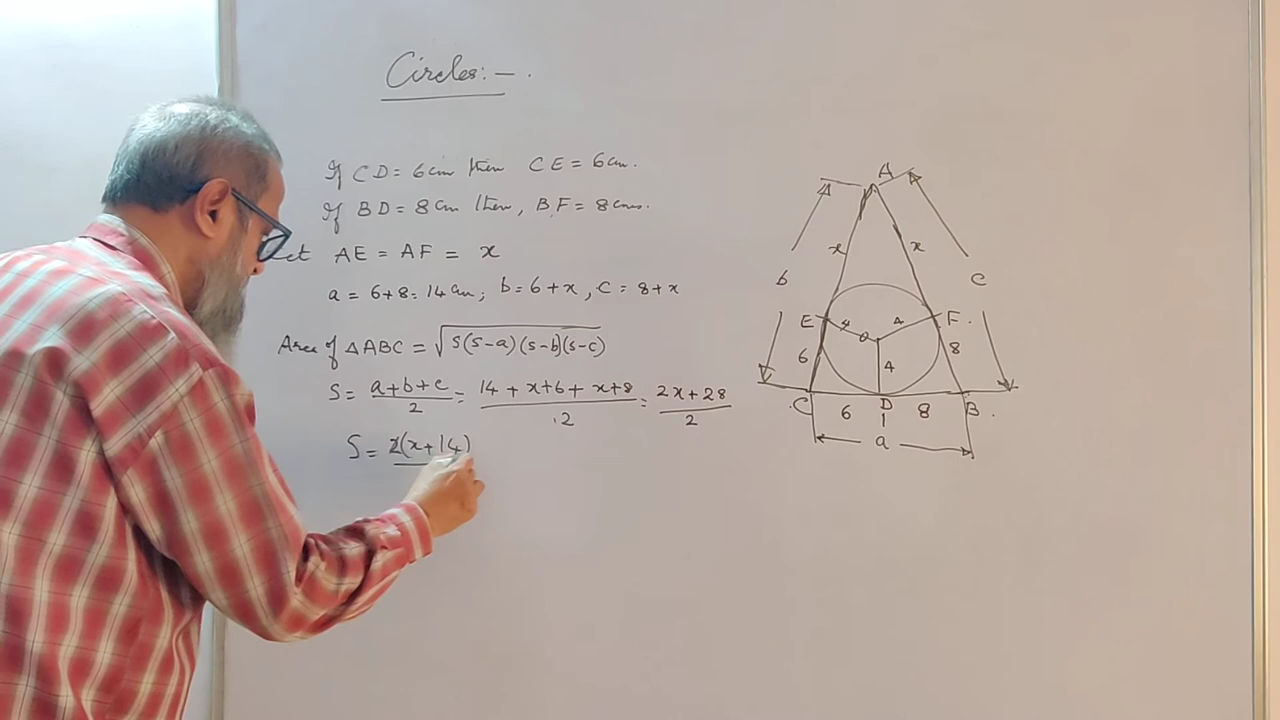 Circles:-.
If CD = 6cm then CE = 6cm.
If BD = 8cm then, BF = 8cms.
Let AE = AF = x
a = 6+8 = 14cm; b = 6+x, c = 8+x
Area of ΔABC = √s(s-a)(s-b)(s-c)
S = a+b+c/2 = 14+x+6+x+8/2 = 2x+28/2
S = 2(x+14)
A
x x
b c
E F.
4 O 4
6 4 8
C 6 D 8 B.
a